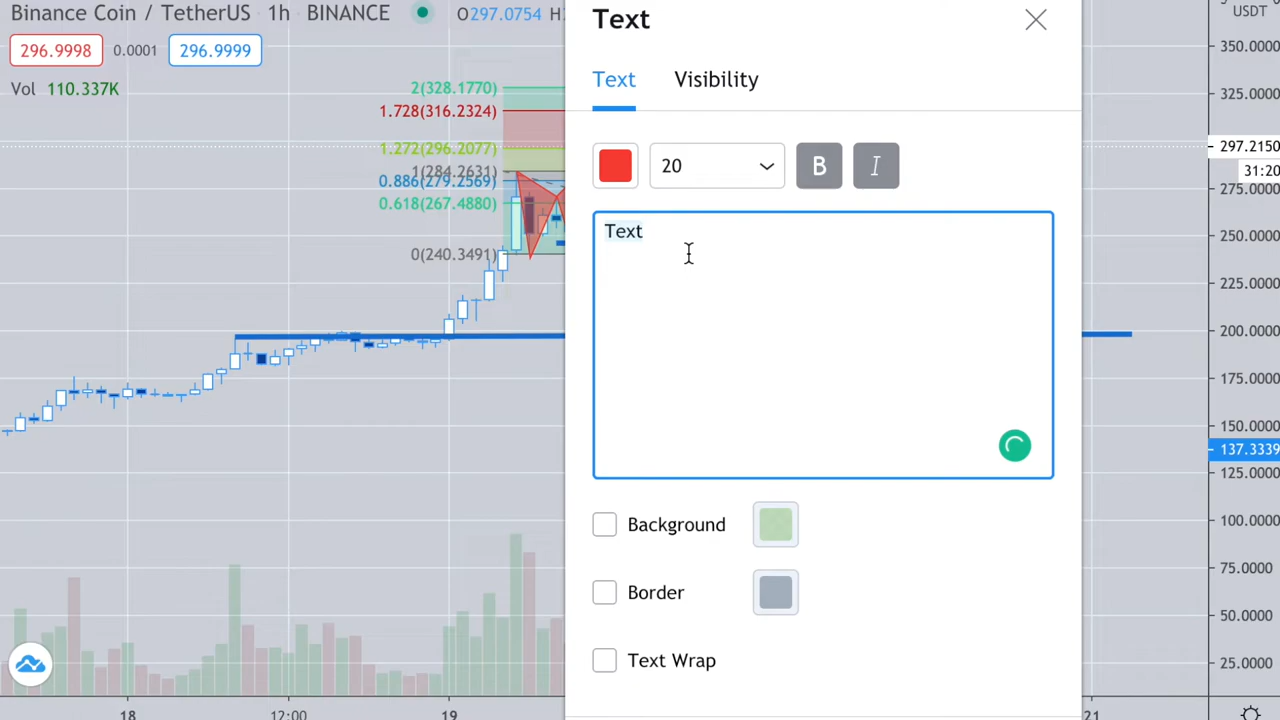 Binance Coin / TetherUS 1h BINANCE O297.0754
USDT
296.9998 0.0001 296.9999
Vol 110.337K
2(328.1770)
1.728(316.2324)
1.272(296.2077)
1(284.2631)
0.886(279.2569)
0.618(267.4880)
0(240.3491)
Text
Text Visibility
20 B I
Text
Background
Border
Text Wrap
350.0000
325.0000
297.2150
31:20
275.0000
250.0000
225.0000
200.0000
175.0000
150.0000
137.3339
125.0000
100.0000
75.0000
50.0000
25.0000
18 12:00 19 21